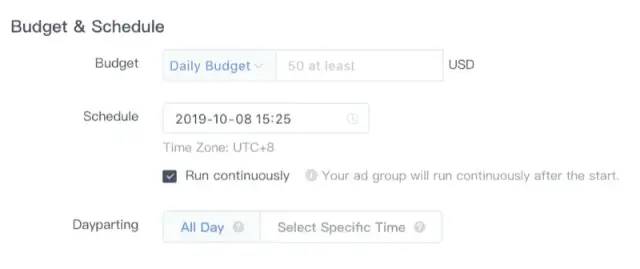 Budget & Schedule
Budget Daily Budget 50 at least USD
Schedule 2019-10-08 15:25
Time Zone: UTC+8
Run continuously Your ad group will run continuously after the start.
Dayparting All Day Select Specific Time